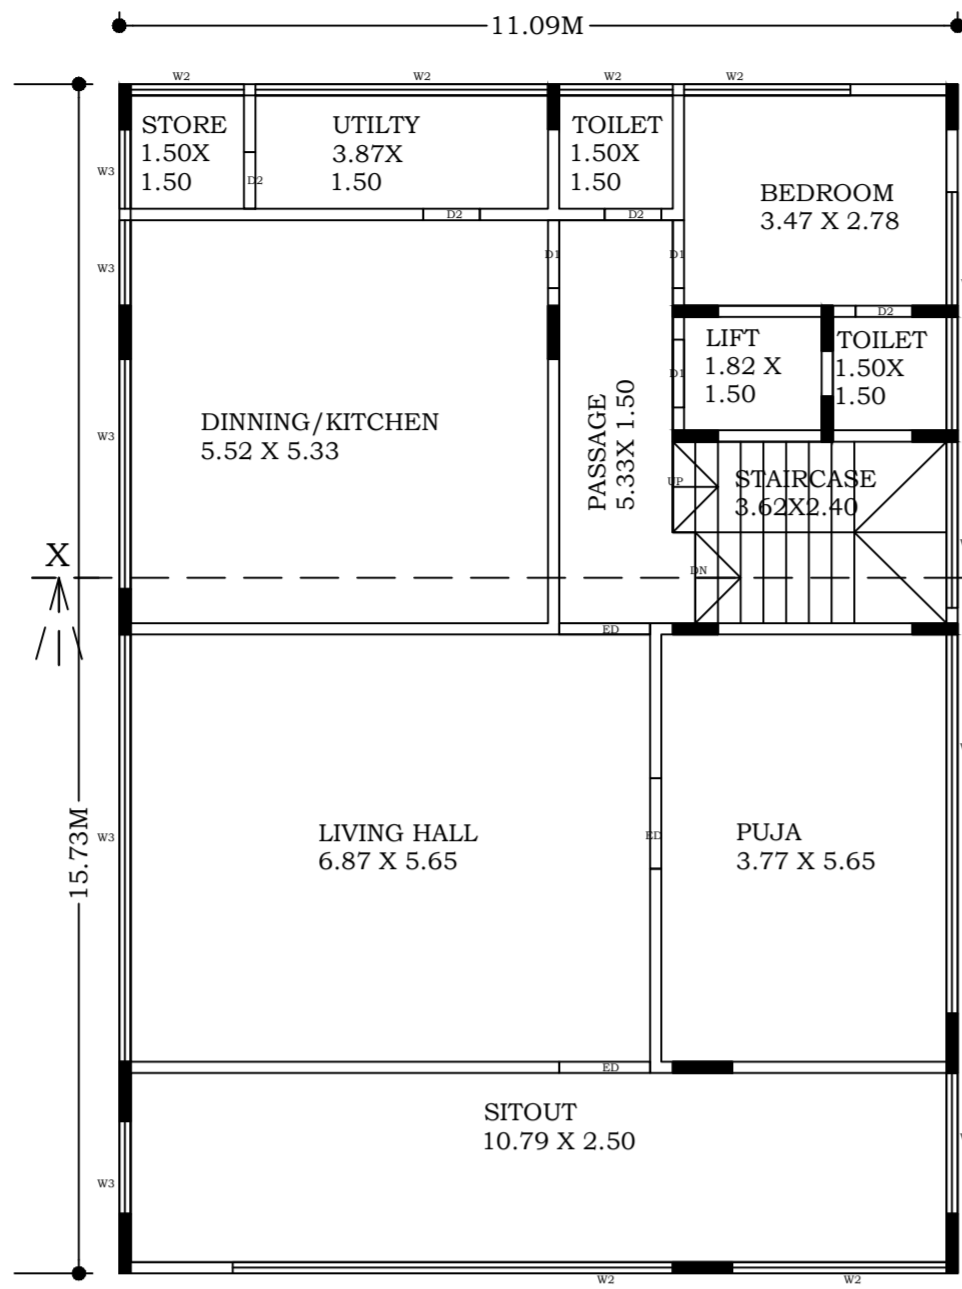 11.09M
W2 W2 W2 W2
STORE
1.50X
1.50
UTILTY
3.87X
1.50
TOILET
1.50X
1.50
W3
D2
BEDROOM
3.47 X 2.78
D2 D2
W3
D1 D1
D2
LIFT
1.82 X
1.50
TOILET
1.50X
1.50
D1
DINNING/KITCHEN
5.52 X 5.33
W3
PASSAGE
5.33X 1.50
UP
STAIRCASE
3.62X2.40
X
DN
ED
15.73M
W3
LIVING HALL
6.87 X 5.65
ED
PUJA
3.77 X 5.65
ED
SITOUT
10.79 X 2.50
W3
W2 W2